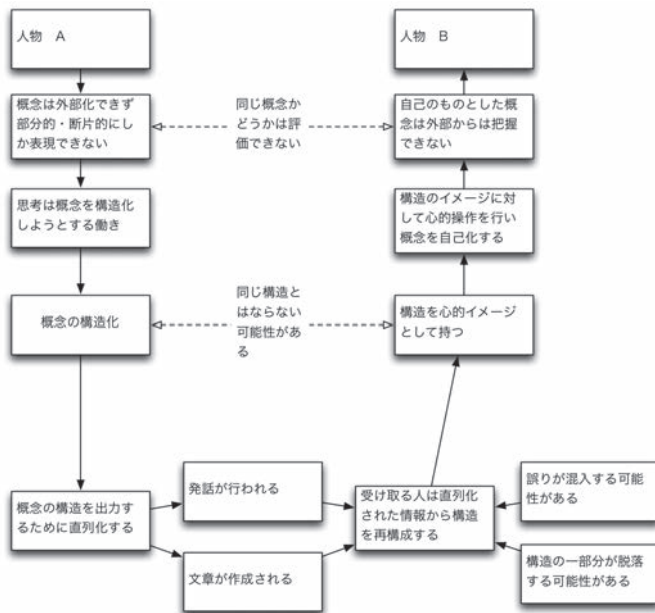 人物　A
人物　B
概念は外部化できず
部分的・断片的にし
か表現できない
同じ概念か
どうかは評
価できない
自己のものとした概
念は外部からは把握
できない
思考は概念を構造化
しようとする働き
構造のイメージに対
して心的操作を行い
概念を自己化する
概念の構造化
同じ構造と
はならない
可能性があ
る
構造を心的イメージ
として持つ
概念の構造を出力す
るために直列化する
発話が行われる
文章が作成される
受け取る人は直列化
された情報から構造
を再構成する
誤りが混入する可能
性がある
構造の一部分が脱落
する可能性がある